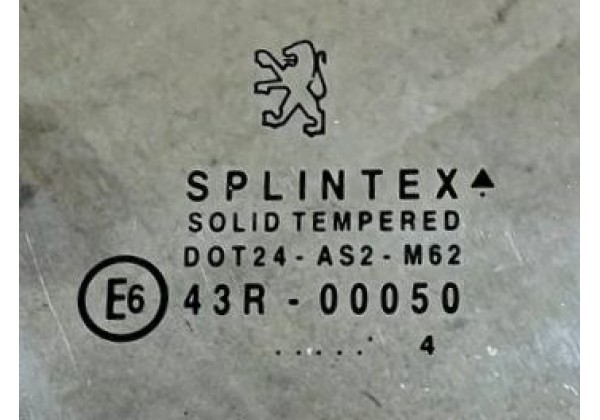 SPLINTEX
SOLID TEMPERED
DOT24-AS2-M62
E6 43R-00050
..... ' 4